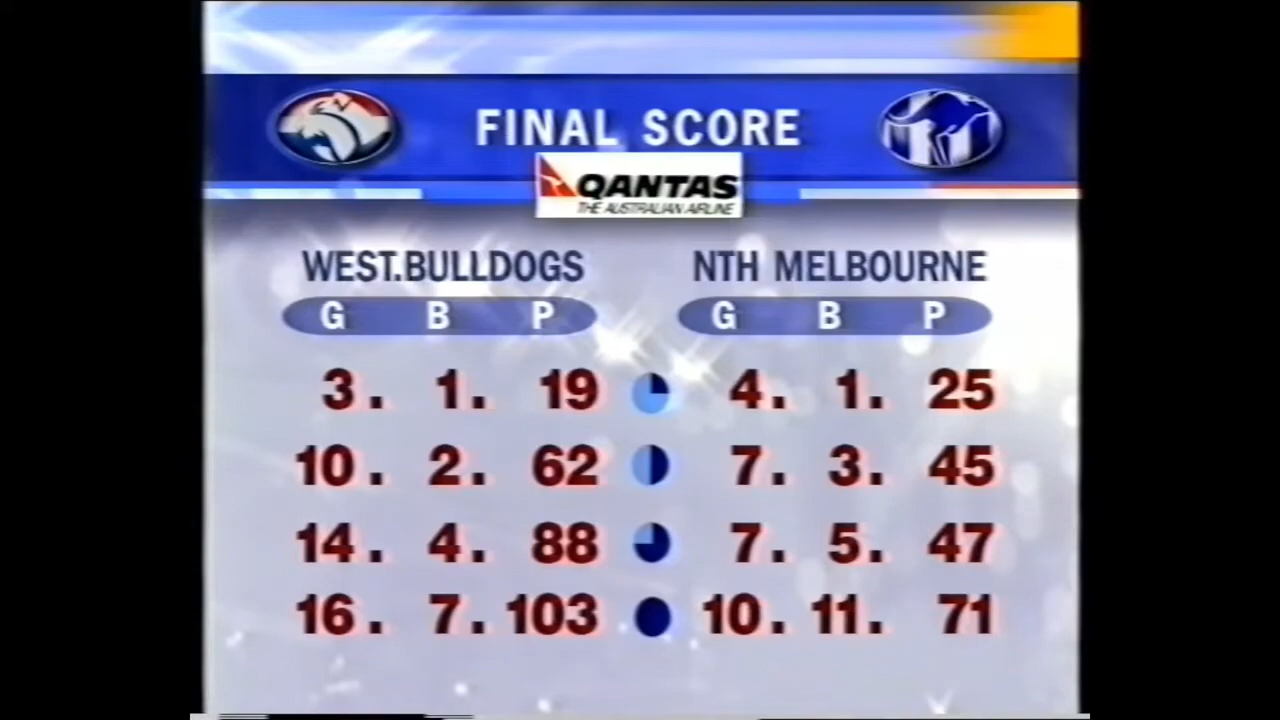 FINAL SCORE
QANTAS
THE AUSTRALIAN AIRLINE
WEST.BULLDOGS NTH MELBOURNE
G B P G B P
3. 1. 19 4. 1. 25
10. 2. 62 7. 3. 45
14. 4. 88 7. 5. 47
16. 7. 103 10. 11. 71